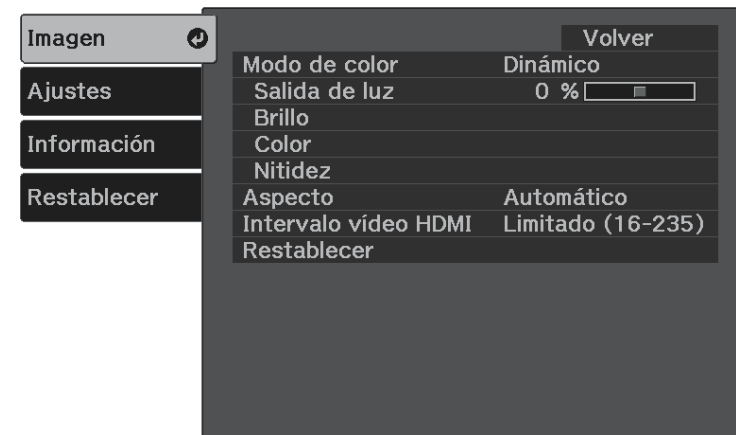 Imagen
Ajustes
Información
Restablecer
Volver
Modo de color Dinámico
Salida de luz 0 %
Brillo
Color
Nitidez
Aspecto Automático
Intervalo vídeo HDMI Limitado (16-235)
Restablecer